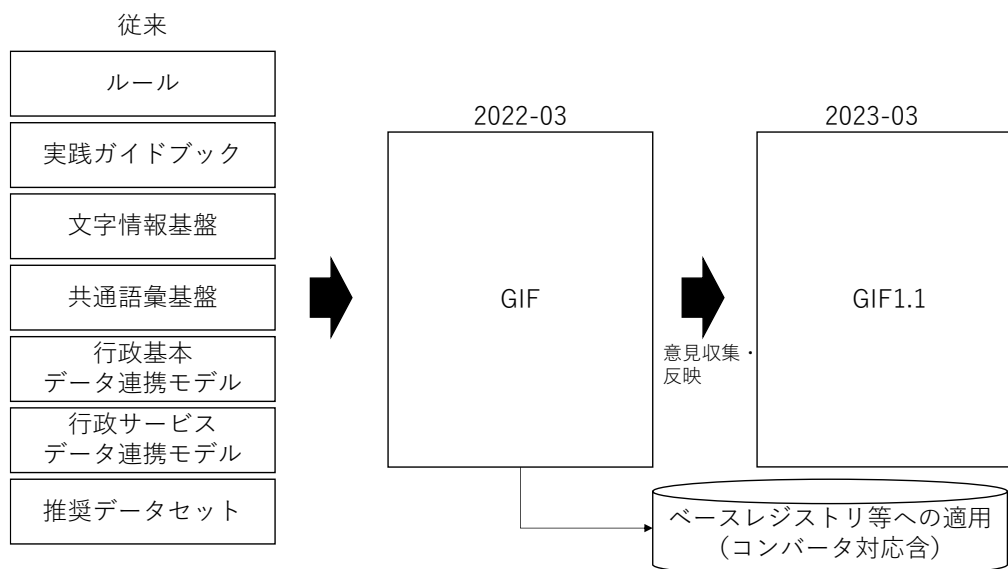 従来
ルール
実践ガイドブック
文字情報基盤
共通語彙基盤
行政基本
データ連携モデル
行政サービス
データ連携モデル
推奨データセット
2022-03
GIF
意見収集・
反映
2023-03
GIF1.1
ベースレジストリ等への適用
（コンバータ対応含）